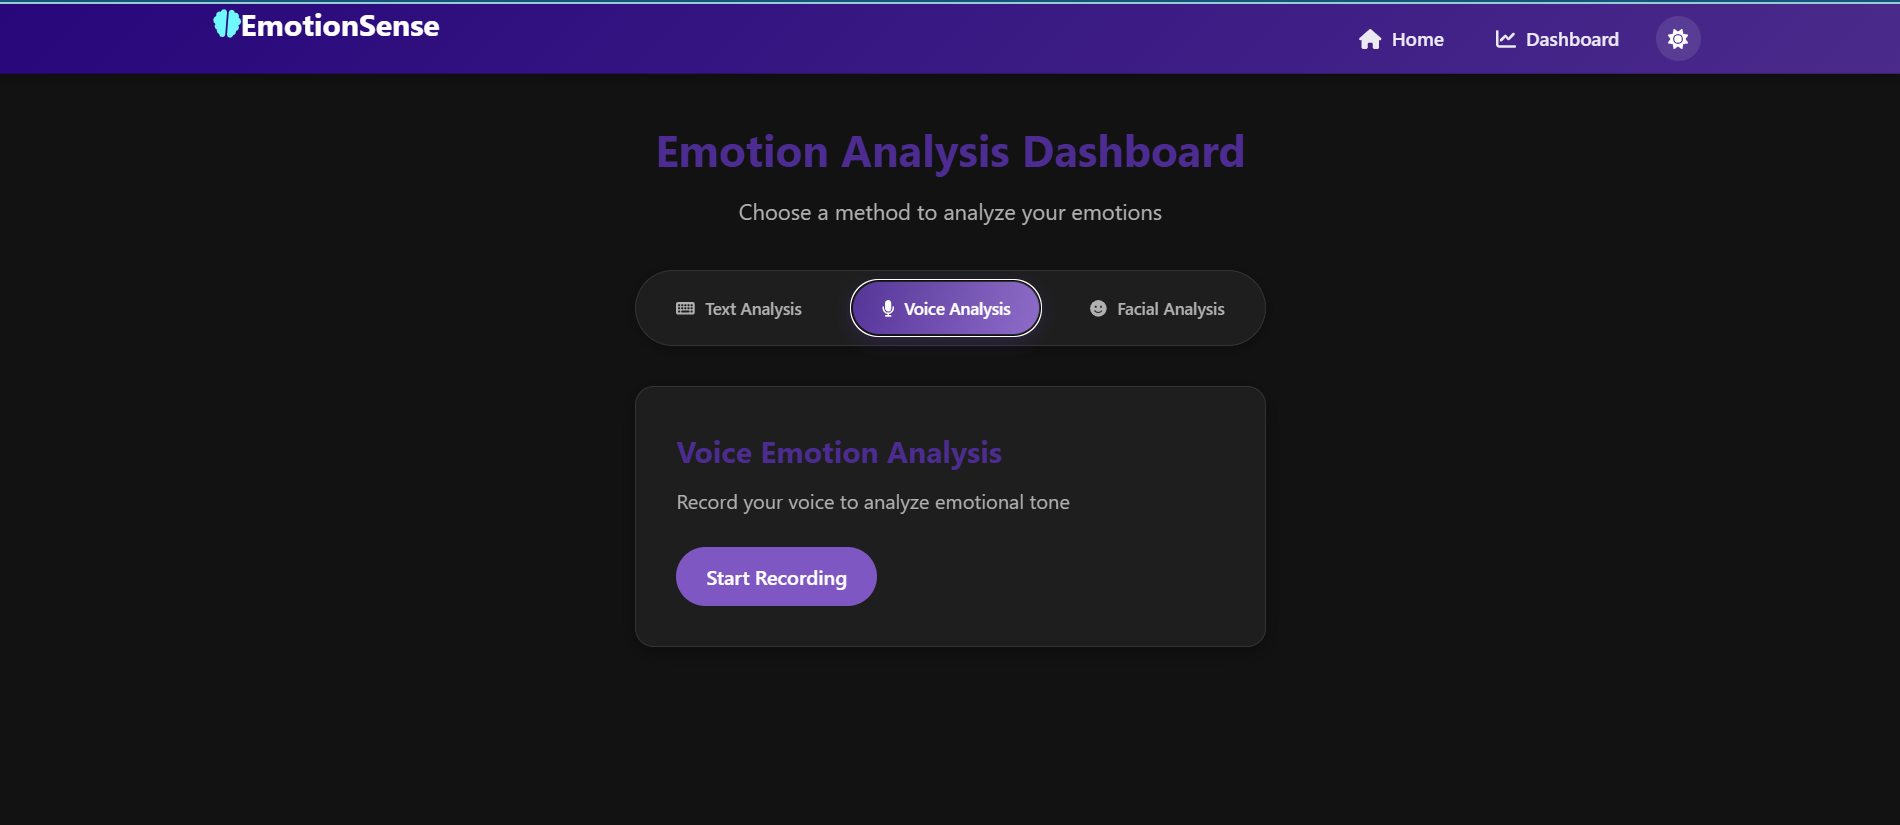 EmotionSense
Home
Dashboard
Emotion Analysis Dashboard
Choose a method to analyze your emotions
Text Analysis
Voice Analysis
Facial Analysis
Voice Emotion Analysis
Record your voice to analyze emotional tone
Start Recording